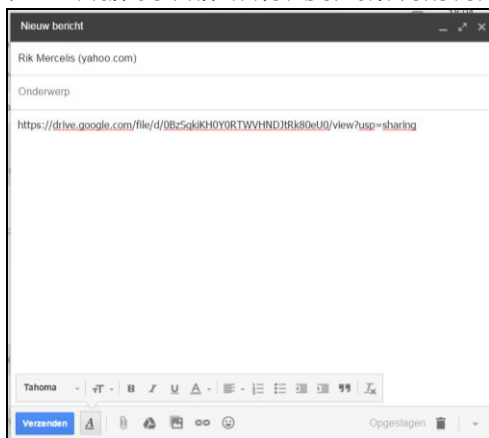 Nieuw bericht
Rik Mercelis (yahoo.com)
Onderwerp
https://drive.google.com/file/d/0BzSqkiKH0Y0RTWVHNDJtRk80eU0/view?usp=sharing
Tahoma
Verzenden
Opgeslagen